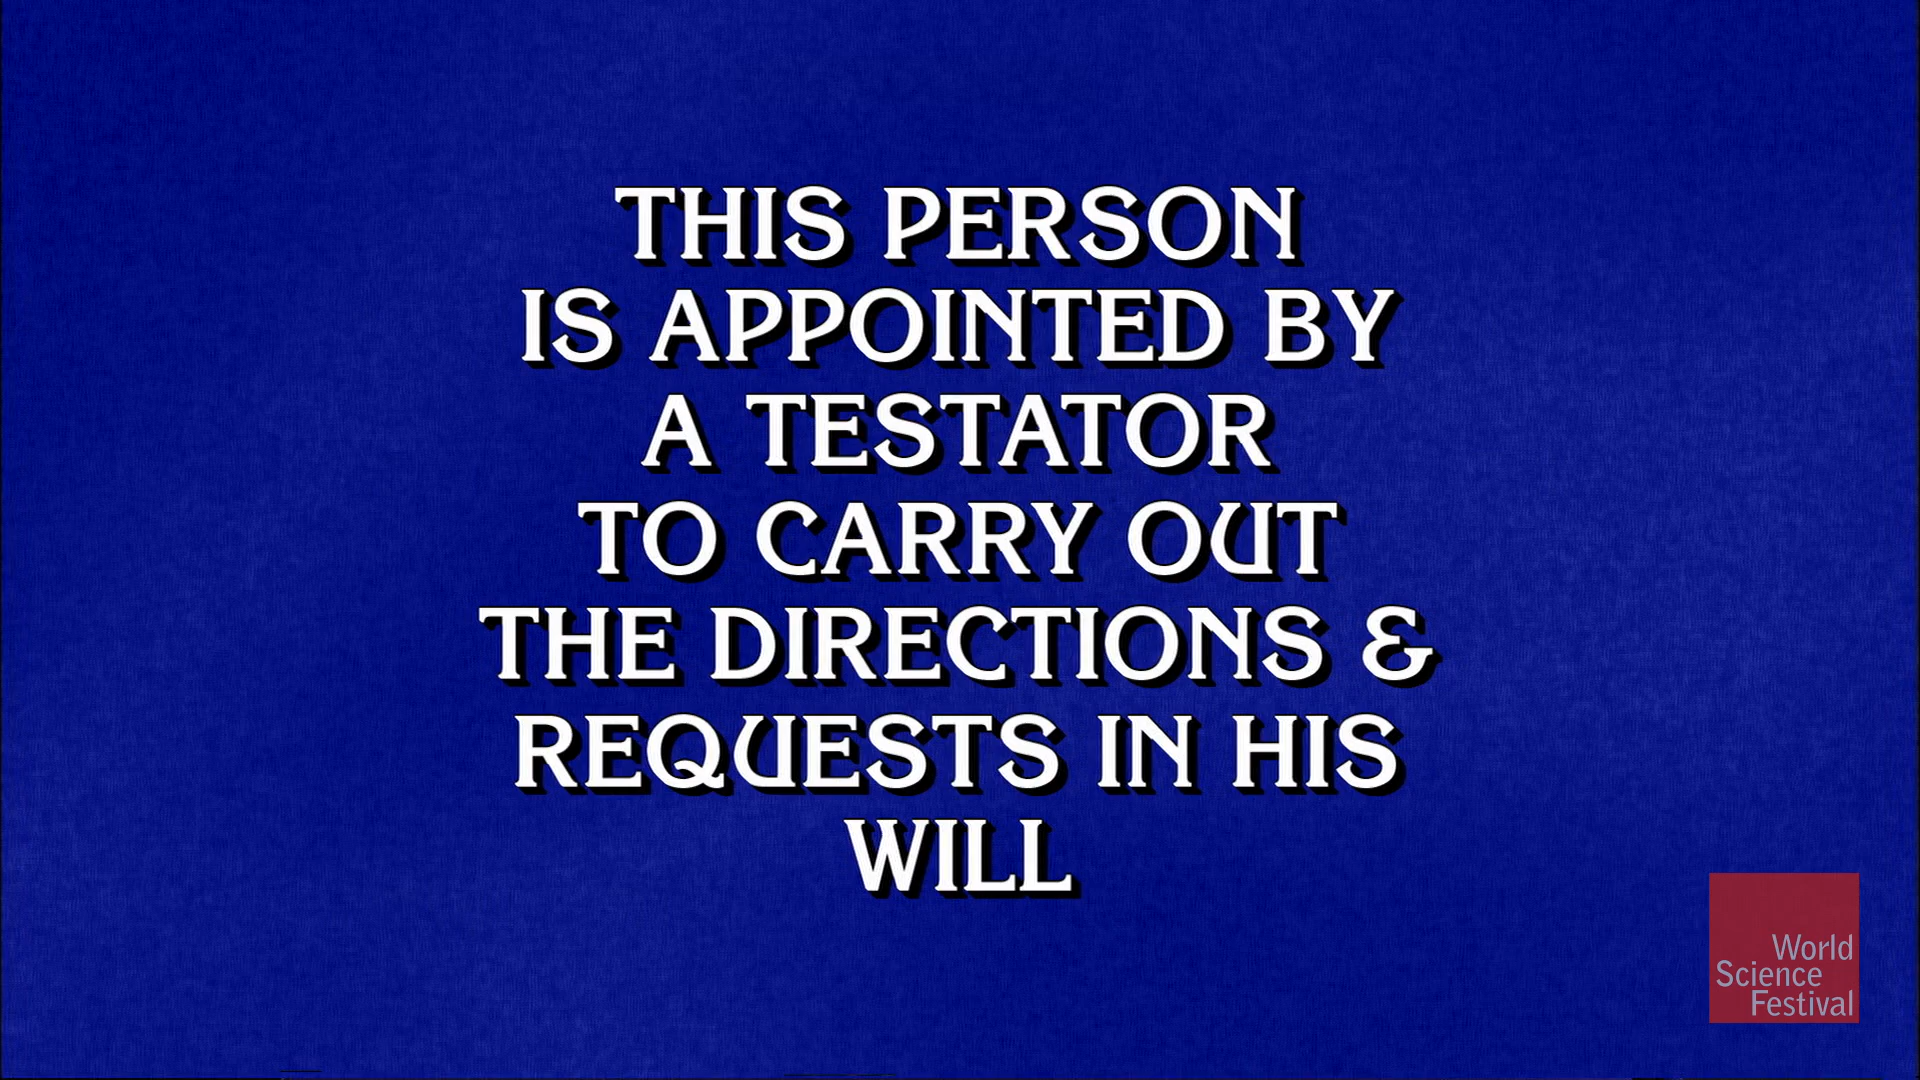 THIS PERSON
IS APPOINTED BY
A TESTATOR
TO CARRY OUT
THE DIRECTIONS &
REQUESTS IN HIS
WILL
World
Science
Festival